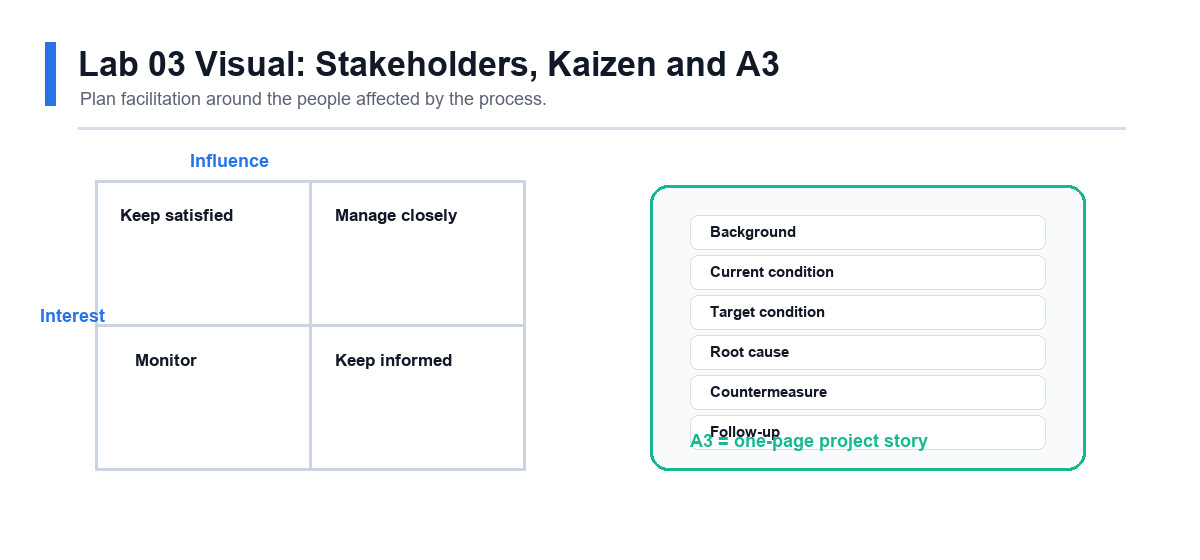 Lab 03 Visual: Stakeholders, Kaizen and A3
Plan facilitation around the people affected by the process.
Influence
Keep satisfied
Manage closely
Interest
Monitor
Keep informed
Background
Current condition
Target condition
Root cause
Countermeasure
Follow-up
A3 = one-page project story